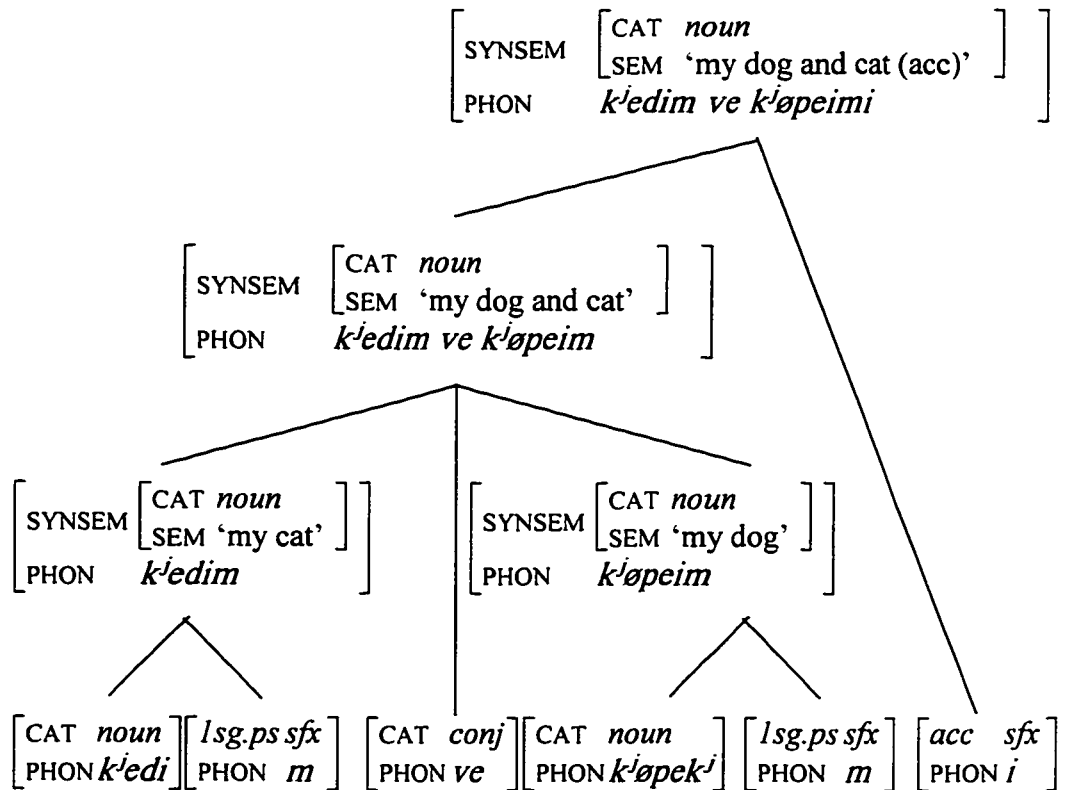 CAT noun
SYNSEM SEM ‘my dog and cat (acc)’
PHON kʲedim ve kʲøpeimi
CAT noun
SYNSEM SEM ‘my dog and cat’
PHON kʲedim ve kʲøpeim
CAT noun CAT noun
SYNSEM SEM ‘my cat’ SYNSEM SEM ‘my dog’
PHON kʲedim PHON kʲøpeim
CAT noun 1sg.ps sfx CAT conj CAT noun 1sg.ps sfx acc sfx
PHON kʲedi PHON m PHON ve PHON kʲøpekʲ PHON m PHON i